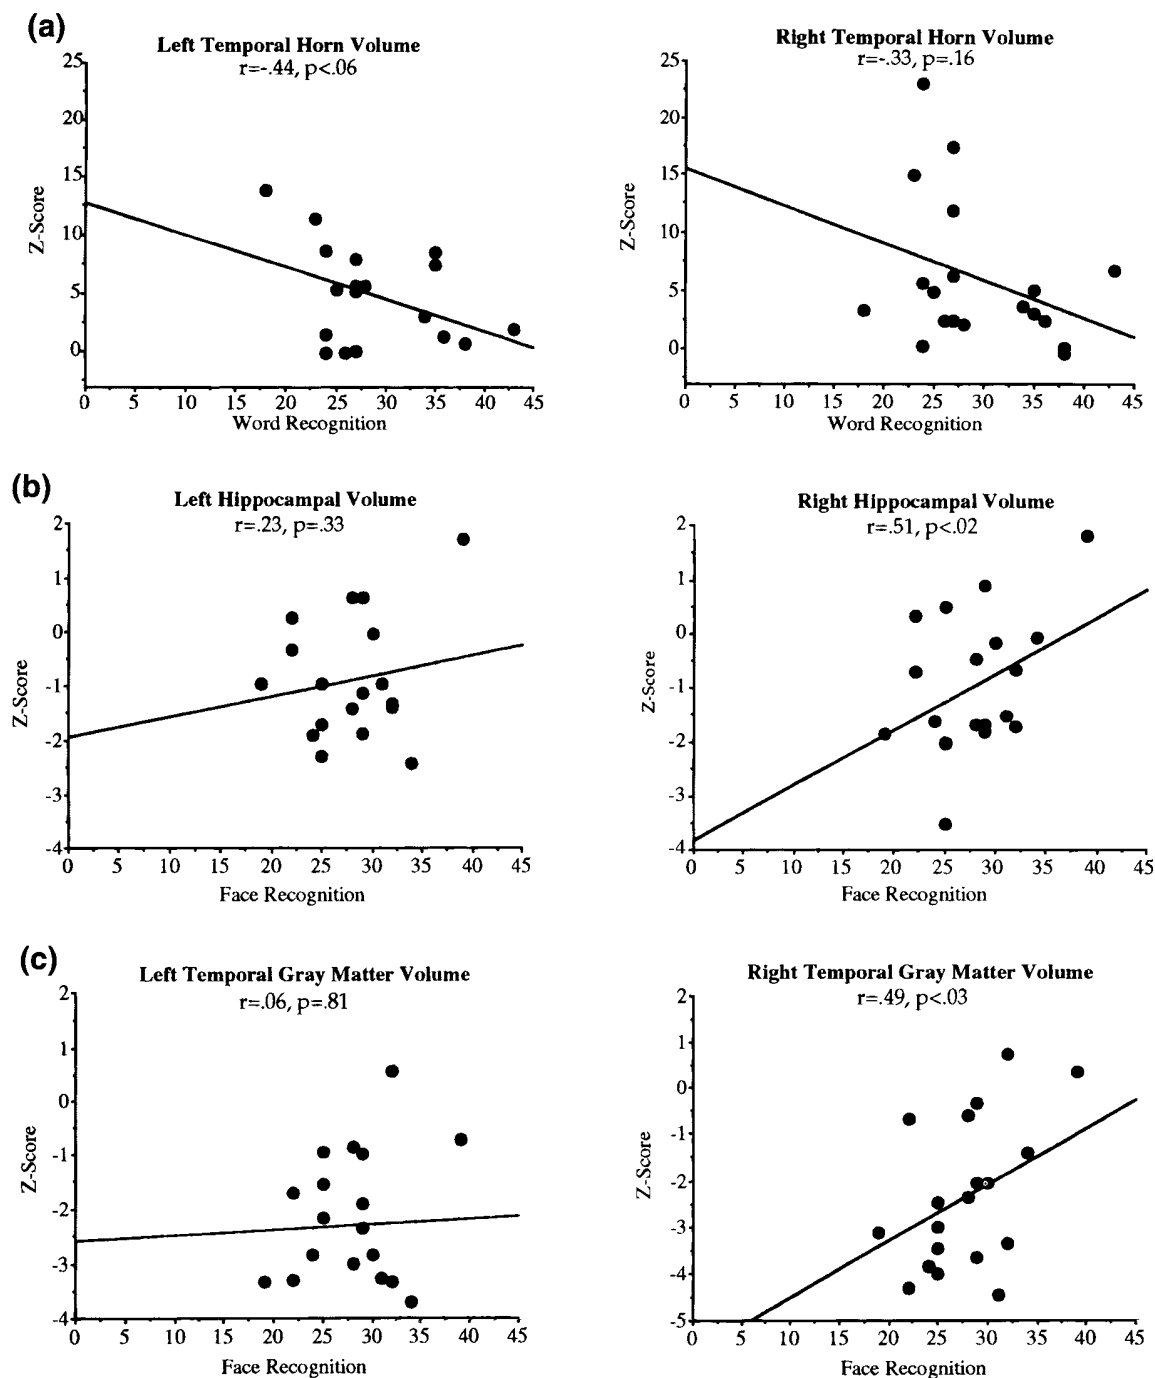 (a)
Left Temporal Horn Volume
r=-.44, p<.06
25
20
15
10
5
0
Z-Score
0 5 10 15 20 25 30 35 40 45
Word Recognition
Right Temporal Horn Volume
r=-.33, p=.16
25
20
15
10
5
0
Z-Score
0 5 10 15 20 25 30 35 40 45
Word Recognition
(b)
Left Hippocampal Volume
r=.23, p=.33
2
1
0
-1
-2
-3
-4
Z-Score
0 5 10 15 20 25 30 35 40 45
Face Recognition
Right Hippocampal Volume
r=.51, p<.02
2
1
0
-1
-2
-3
-4
Z-Score
0 5 10 15 20 25 30 35 40 45
Face Recognition
(c)
Left Temporal Gray Matter Volume
r=.06, p=.81
2
1
0
-1
-2
-3
-4
Z-Score
0 5 10 15 20 25 30 35 40 45
Face Recognition
Right Temporal Gray Matter Volume
r=.49, p<.03
2
1
0
-1
-2
-3
-4
-5
Z-Score
0 5 10 15 20 25 30 35 40 45
Face Recognition